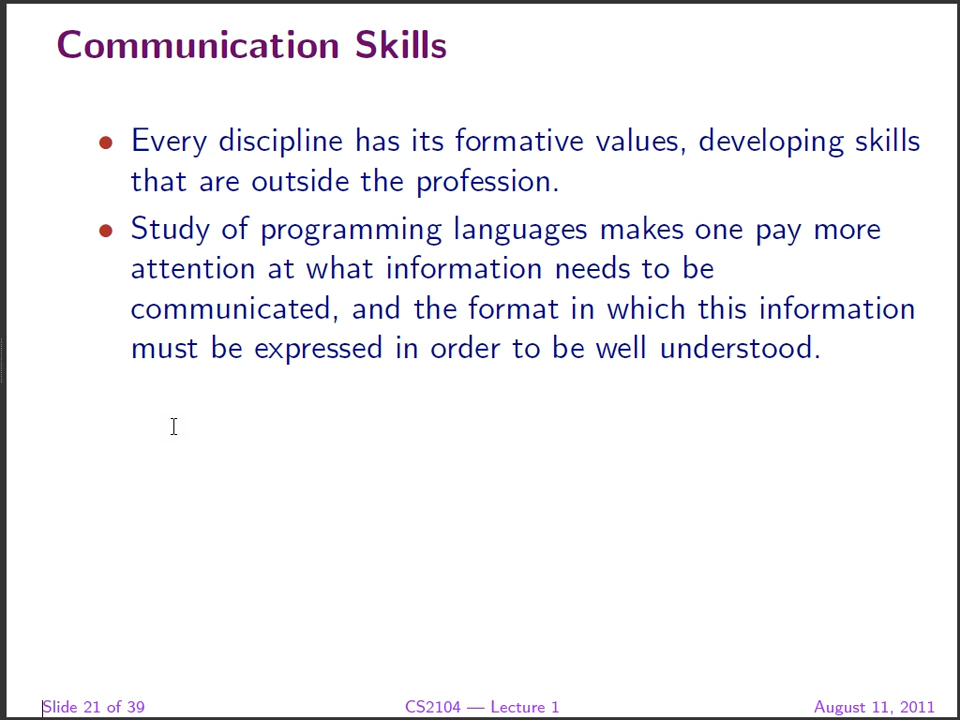 Communication Skills
• Every discipline has its formative values, developing skills
that are outside the profession.
• Study of programming languages makes one pay more
attention at what information needs to be
communicated, and the format in which this information
must be expressed in order to be well understood.
Slide 21 of 39 CS2104 — Lecture 1 August 11, 2011